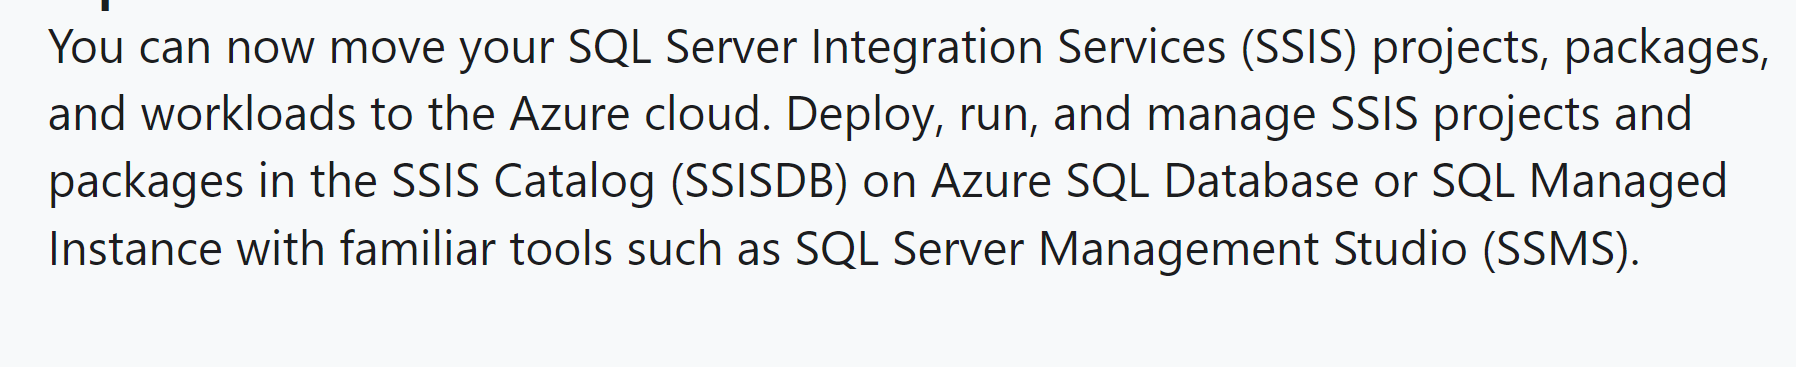 You can now move your SQL Server Integration Services (SSIS) projects, packages,
and workloads to the Azure cloud. Deploy, run, and manage SSIS projects and
packages in the SSIS Catalog (SSISDB) on Azure SQL Database or SQL Managed
Instance with familiar tools such as SQL Server Management Studio (SSMS).